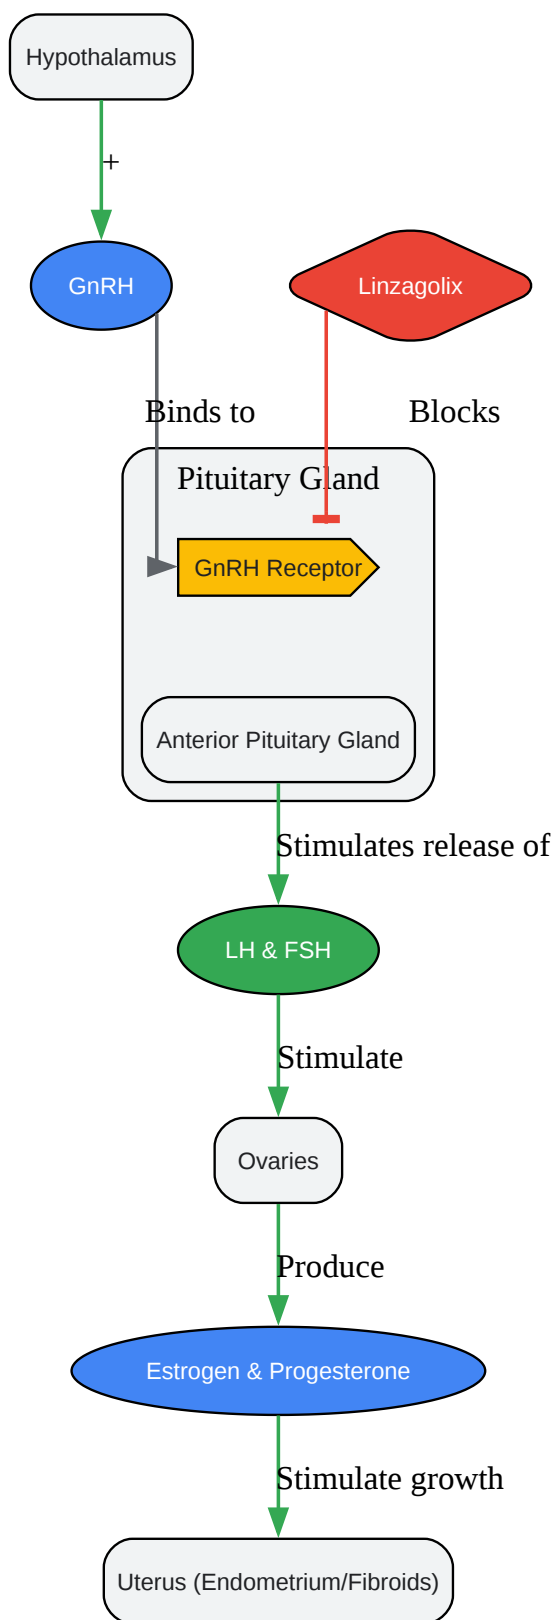 Hypothalamus
+
GnRH
Linzagolix
Binds to
Blocks
Pituitary Gland
GnRH Receptor
Anterior Pituitary Gland
Stimulates release of
LH & FSH
Stimulate
Ovaries
Produce
Estrogen & Progesterone
Stimulate growth
Uterus (Endometrium/Fibroids)